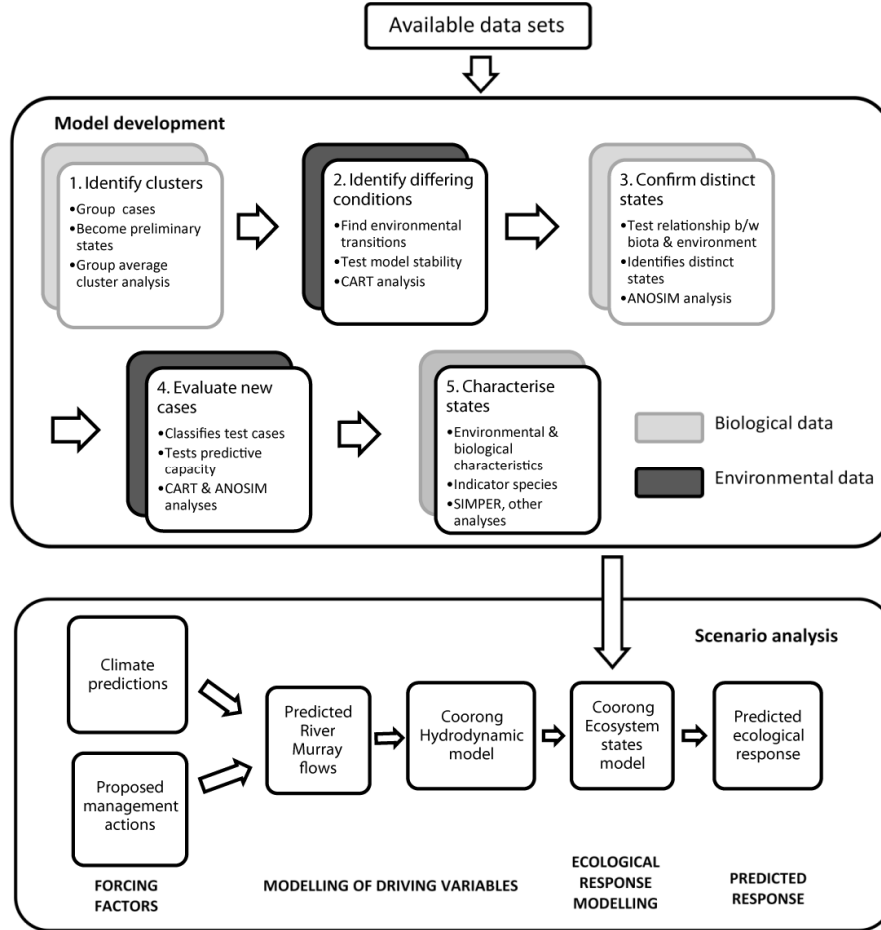 Available data sets
Model development
1. Identify clusters
•Group cases
•Become preliminary
states
•Group average
cluster analysis
2. Identify differing
conditions
•Find environmental
transitions
•Test model stability
•CART analysis
3. Confirm distinct
states
•Test relationship b/w
biota & environment
•Identifies distinct
states
•ANOSIM analysis
4. Evaluate new
cases
•Classifies test cases
•Tests predictive
capacity
•CART & ANOSIM
analyses
5. Characterise
states
•Environmental &
biological
characteristics
•Indicator species
•SIMPER, other
analyses
Biological data
Environmental data
Scenario analysis
Climate
predictions
Proposed
management
actions
Predicted
River
Murray
flows
Coorong
Hydrodynamic
model
Coorong
Ecosystem
states
model
Predicted
ecological
response
FORCING
FACTORS
MODELLING OF DRIVING VARIABLES
ECOLOGICAL
RESPONSE
MODELLING
PREDICTED
RESPONSE